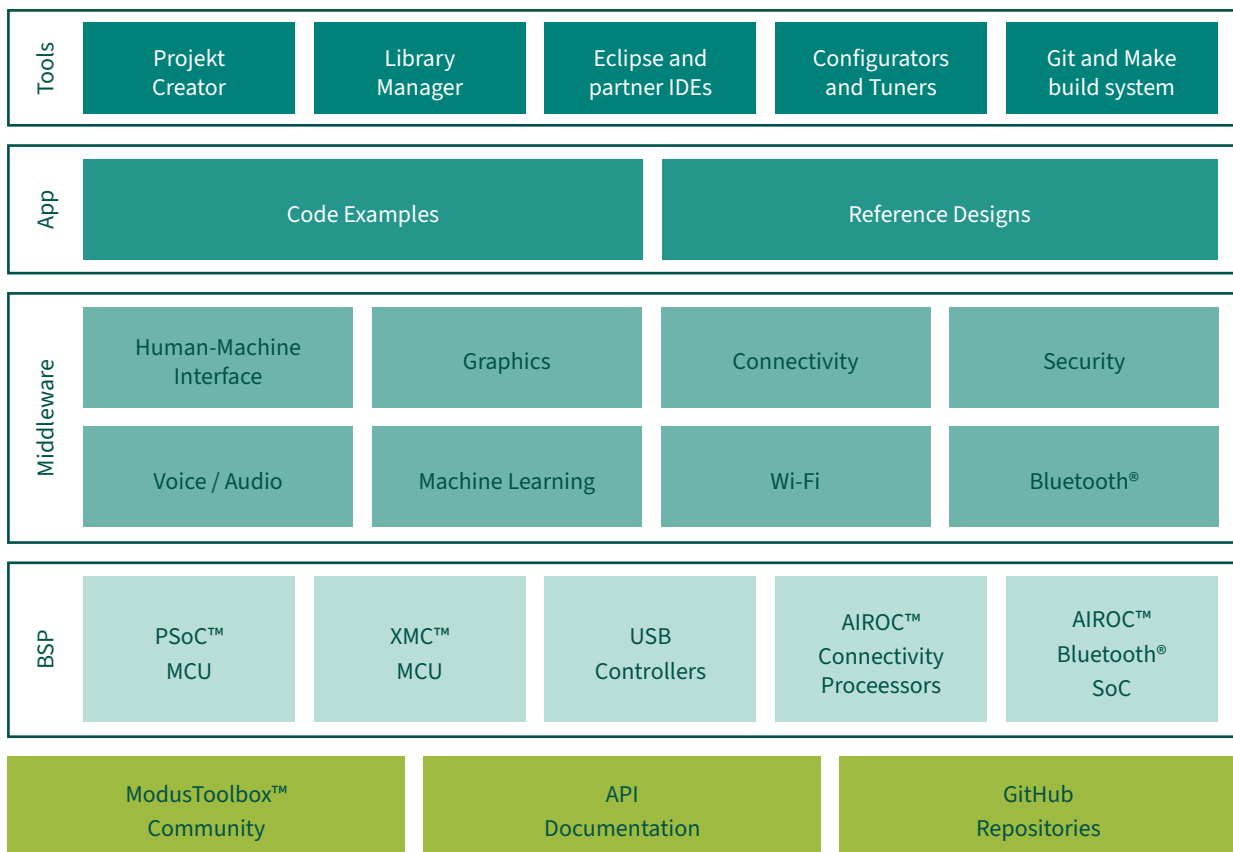 Tools
Projekt
Creator
Library
Manager
Eclipse and
partner IDEs
Configurators
and Tuners
Git and Make
build system
App
Code Examples
Reference Designs
Middleware
Human-Machine
Interface
Graphics
Connectivity
Security
Voice / Audio
Machine Learning
Wi-Fi
Bluetooth®
BSP
PSoC™
MCU
XMC™
MCU
USB
Controllers
AIROC™
Connectivity
Proceessors
AIROC™
Bluetooth®
SoC
ModusToolbox™
Community
API
Documentation
GitHub
Repositories